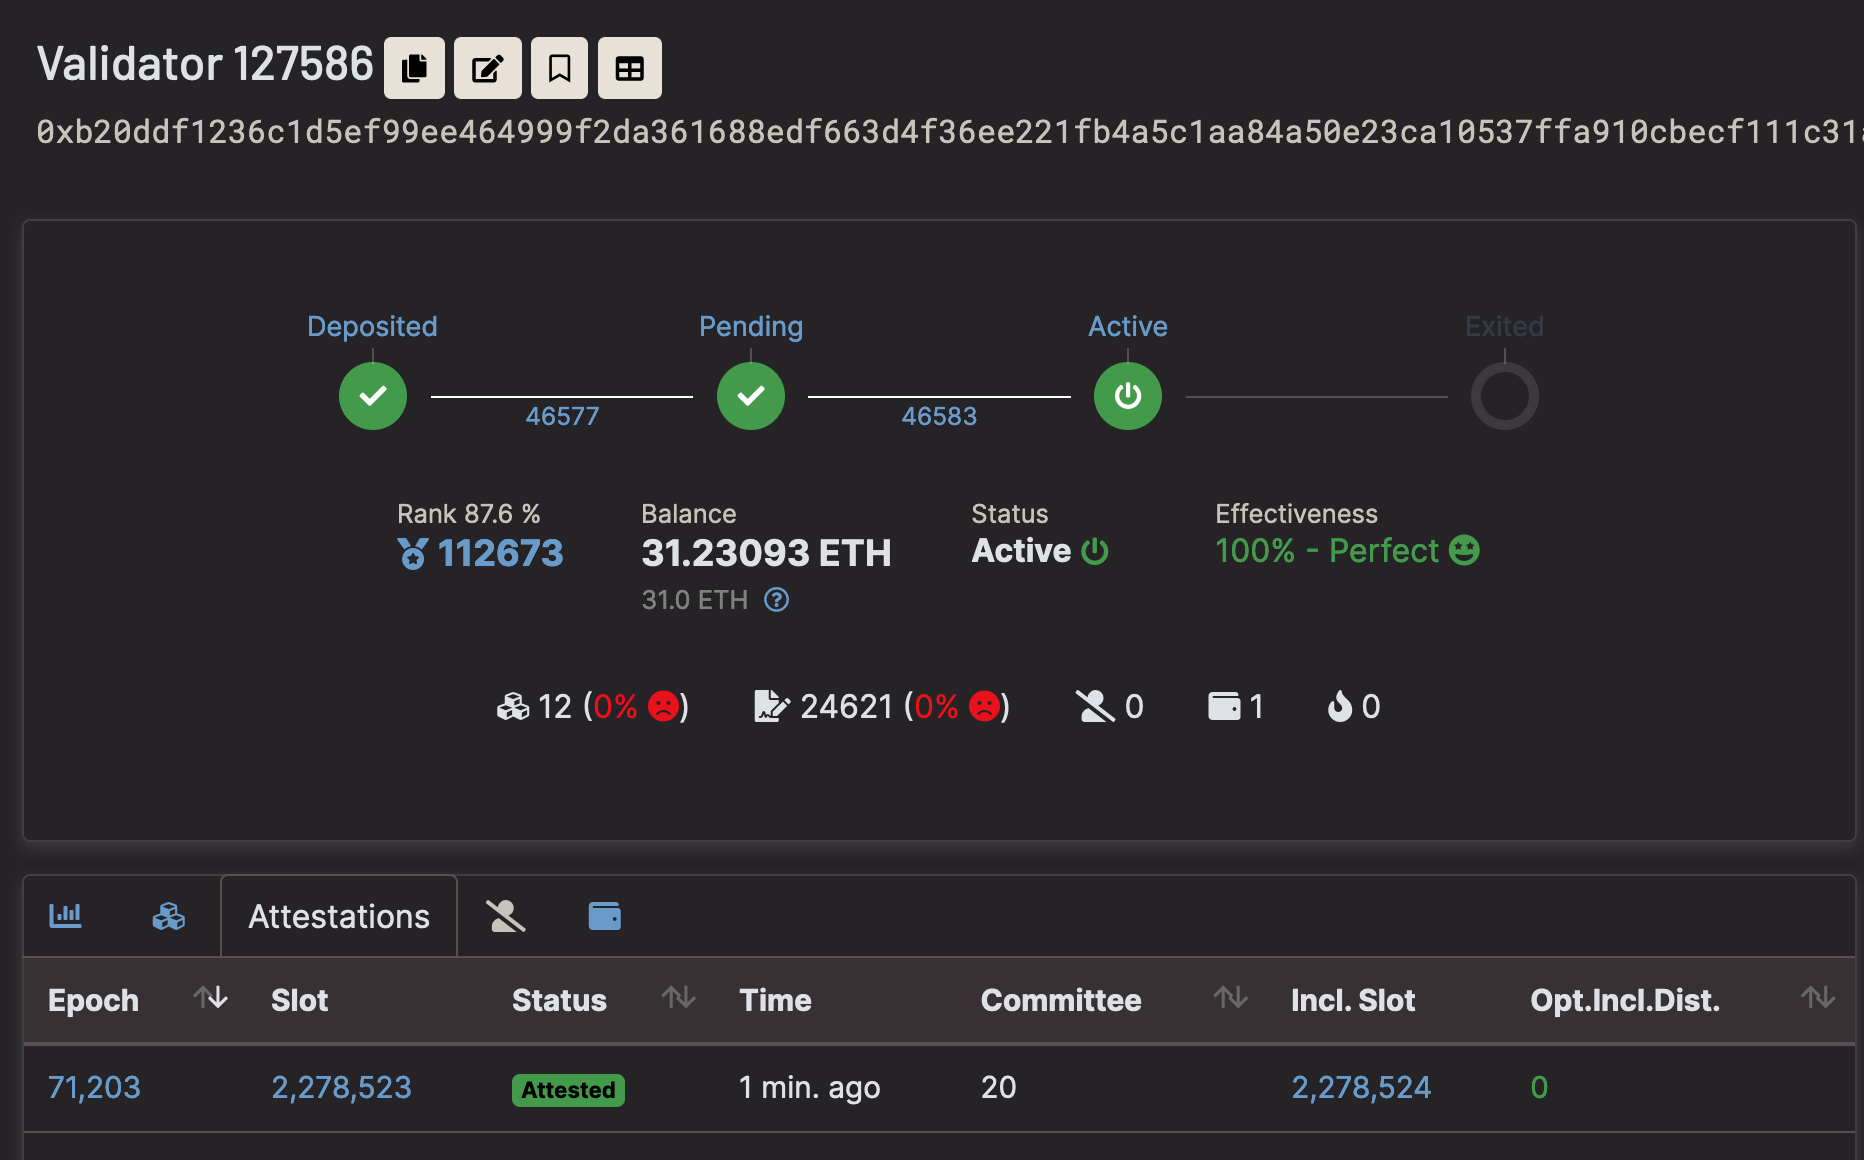 Validator 127586
0xb20ddf1236c1d5ef99ee464999f2da361688edf663d4f36ee221fb4a5c1aa84a50e23ca10537ffa910cbecf111c31a
Deposited
Pending
Active
Exited
46577
46583
Rank 87.6 %
112673
Balance
31.23093 ETH
31.0 ETH
Status
Active
Effectiveness
100% - Perfect
12 (0% )
24621 (0% )
0
1
0
Attestations
Epoch Slot Status Time Committee Incl. Slot Opt.Incl.Dist.
71,203 2,278,523 Attested 1 min. ago 20 2,278,524 0